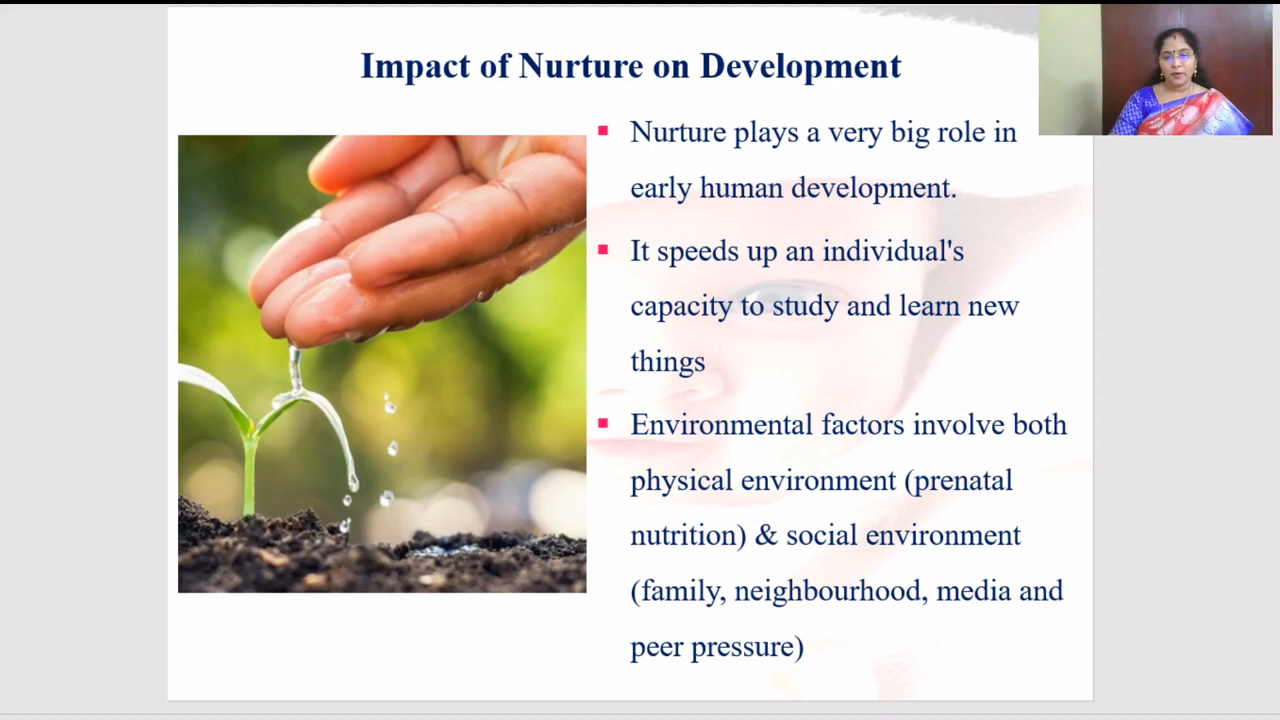 Impact of Nurture on Development
▪ Nurture plays a very big role in
early human development.
▪ It speeds up an individual's
capacity to study and learn new
things
▪ Environmental factors involve both
physical environment (prenatal
nutrition) & social environment
(family, neighbourhood, media and
peer pressure)